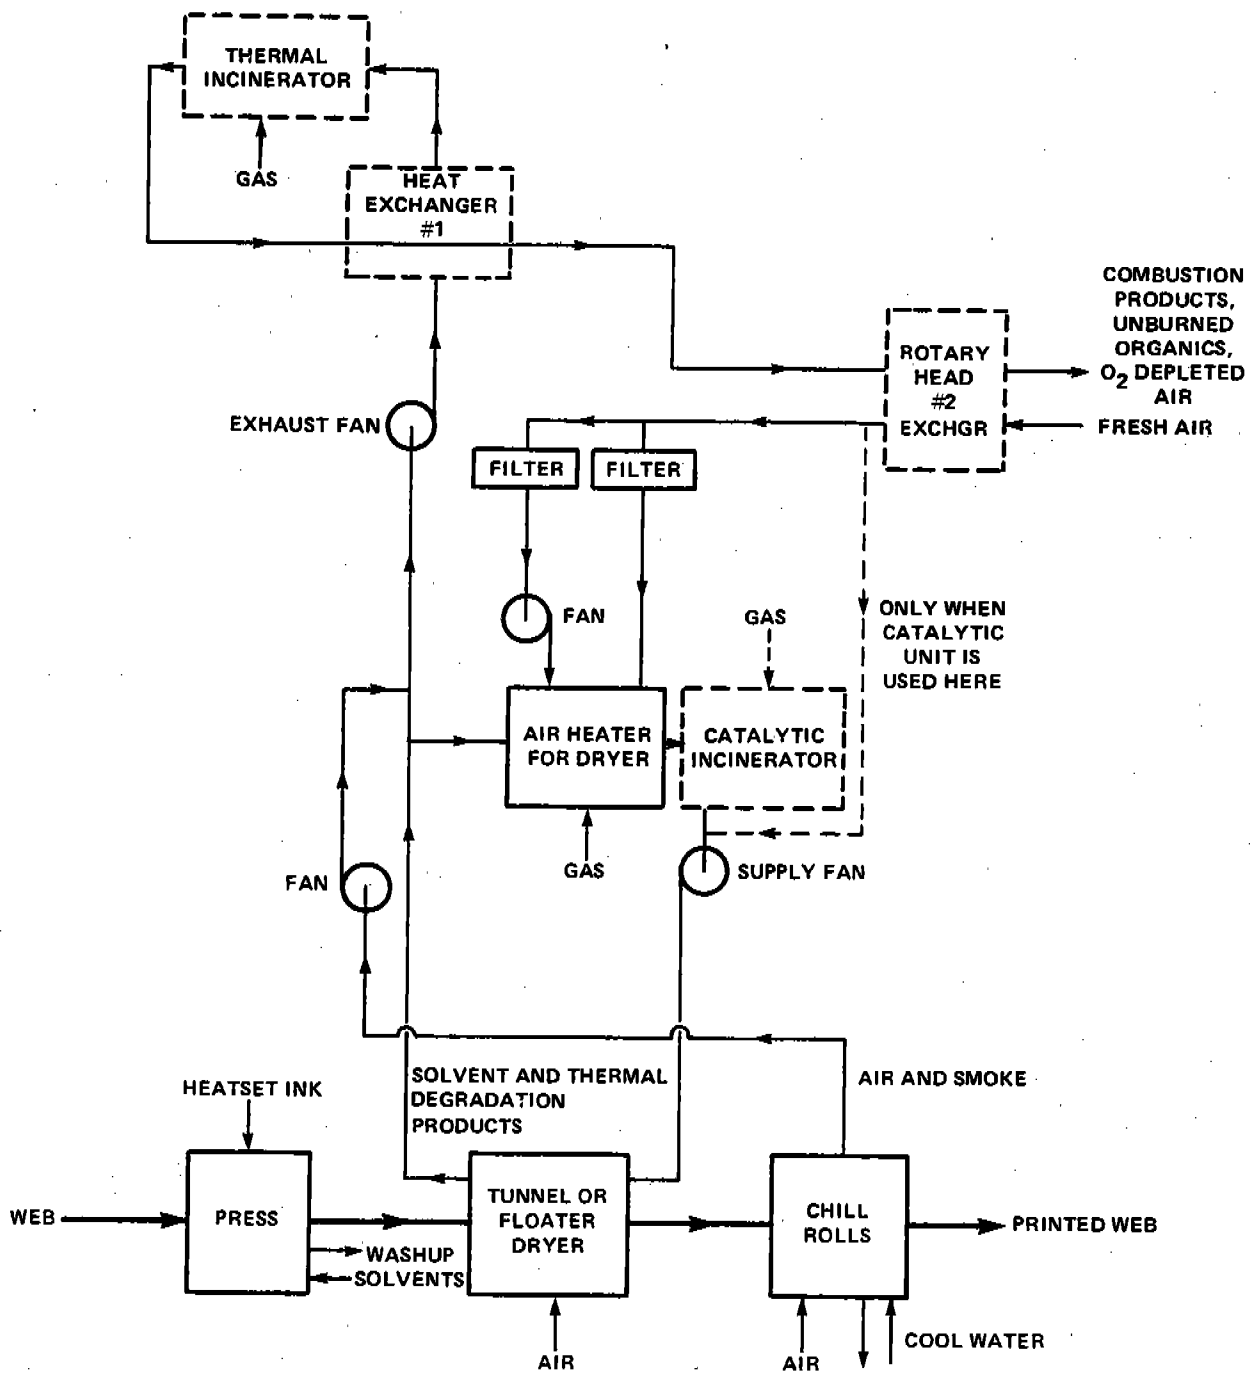 THERMAL
INCINERATOR
GAS
HEAT
EXCHANGER
#1
COMBUSTION
PRODUCTS,
UNBURNED
ORGANICS,
O2 DEPLETED
AIR
ROTARY
HEAD
#2
EXCHGR
FRESH AIR
EXHAUST FAN
FILTER
FILTER
FAN
GAS
ONLY WHEN
CATALYTIC
UNIT IS
USED HERE
AIR HEATER
FOR DRYER
CATALYTIC
INCINERATOR
GAS
SUPPLY FAN
FAN
SOLVENT AND THERMAL
DEGRADATION
PRODUCTS
AIR AND SMOKE
HEATSET INK
WEB
PRESS
WASHUP
SOLVENTS
TUNNEL OR
FLOATER
DRYER
CHILL
ROLLS
PRINTED WEB
AIR
AIR
COOL WATER